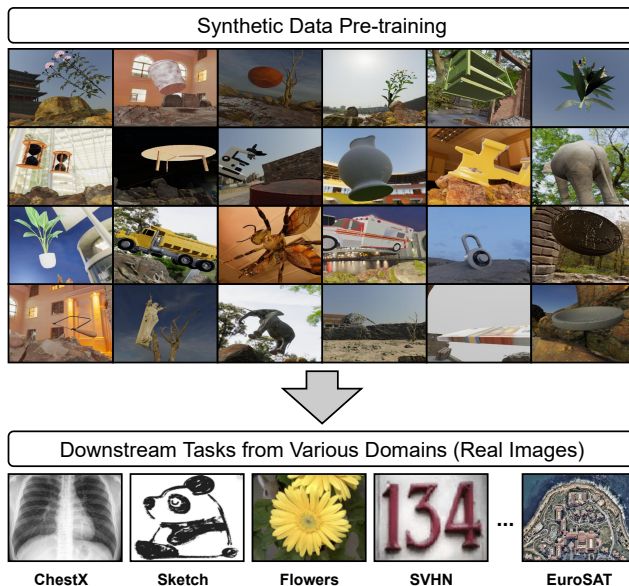 Synthetic Data Pre-training
Downstream Tasks from Various Domains (Real Images)
134
...
ChestX
Sketch
Flowers
SVHN
EuroSAT